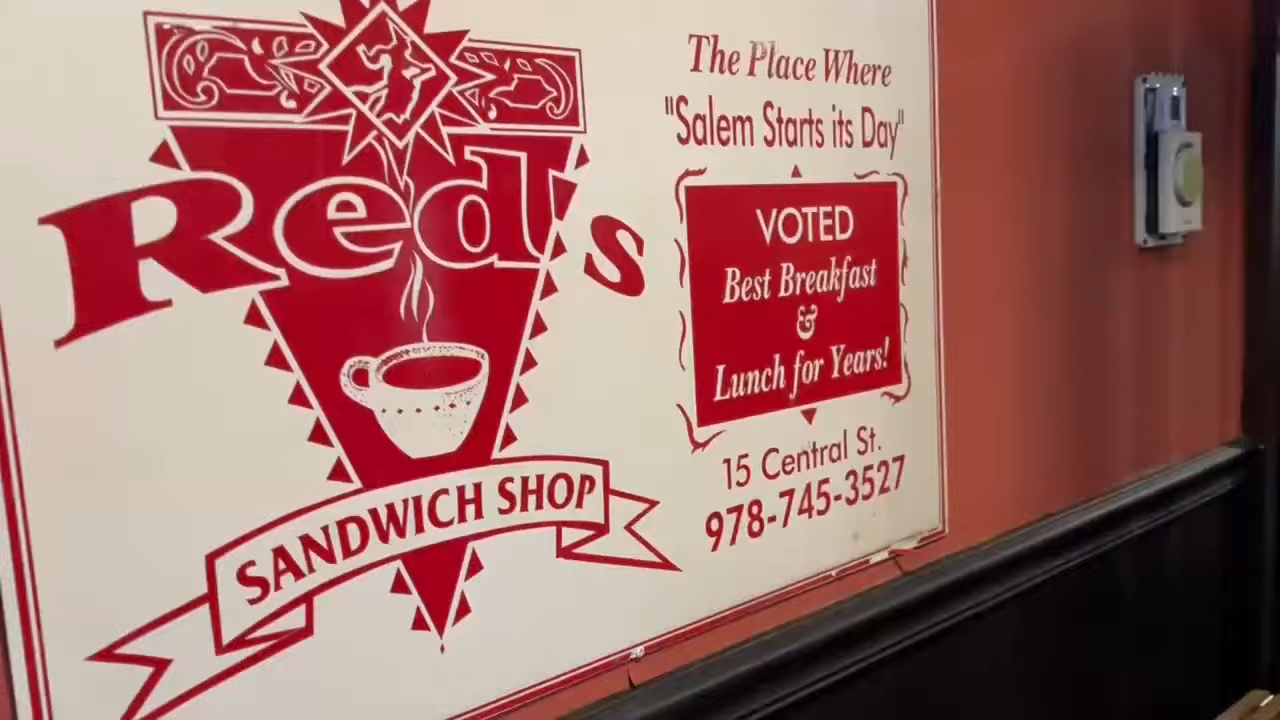 Red's
SANDWICH SHOP
The Place Where
"Salem Starts its Day"
VOTED
Best Breakfast
&
Lunch for Years!
15 Central St.
978-745-3527